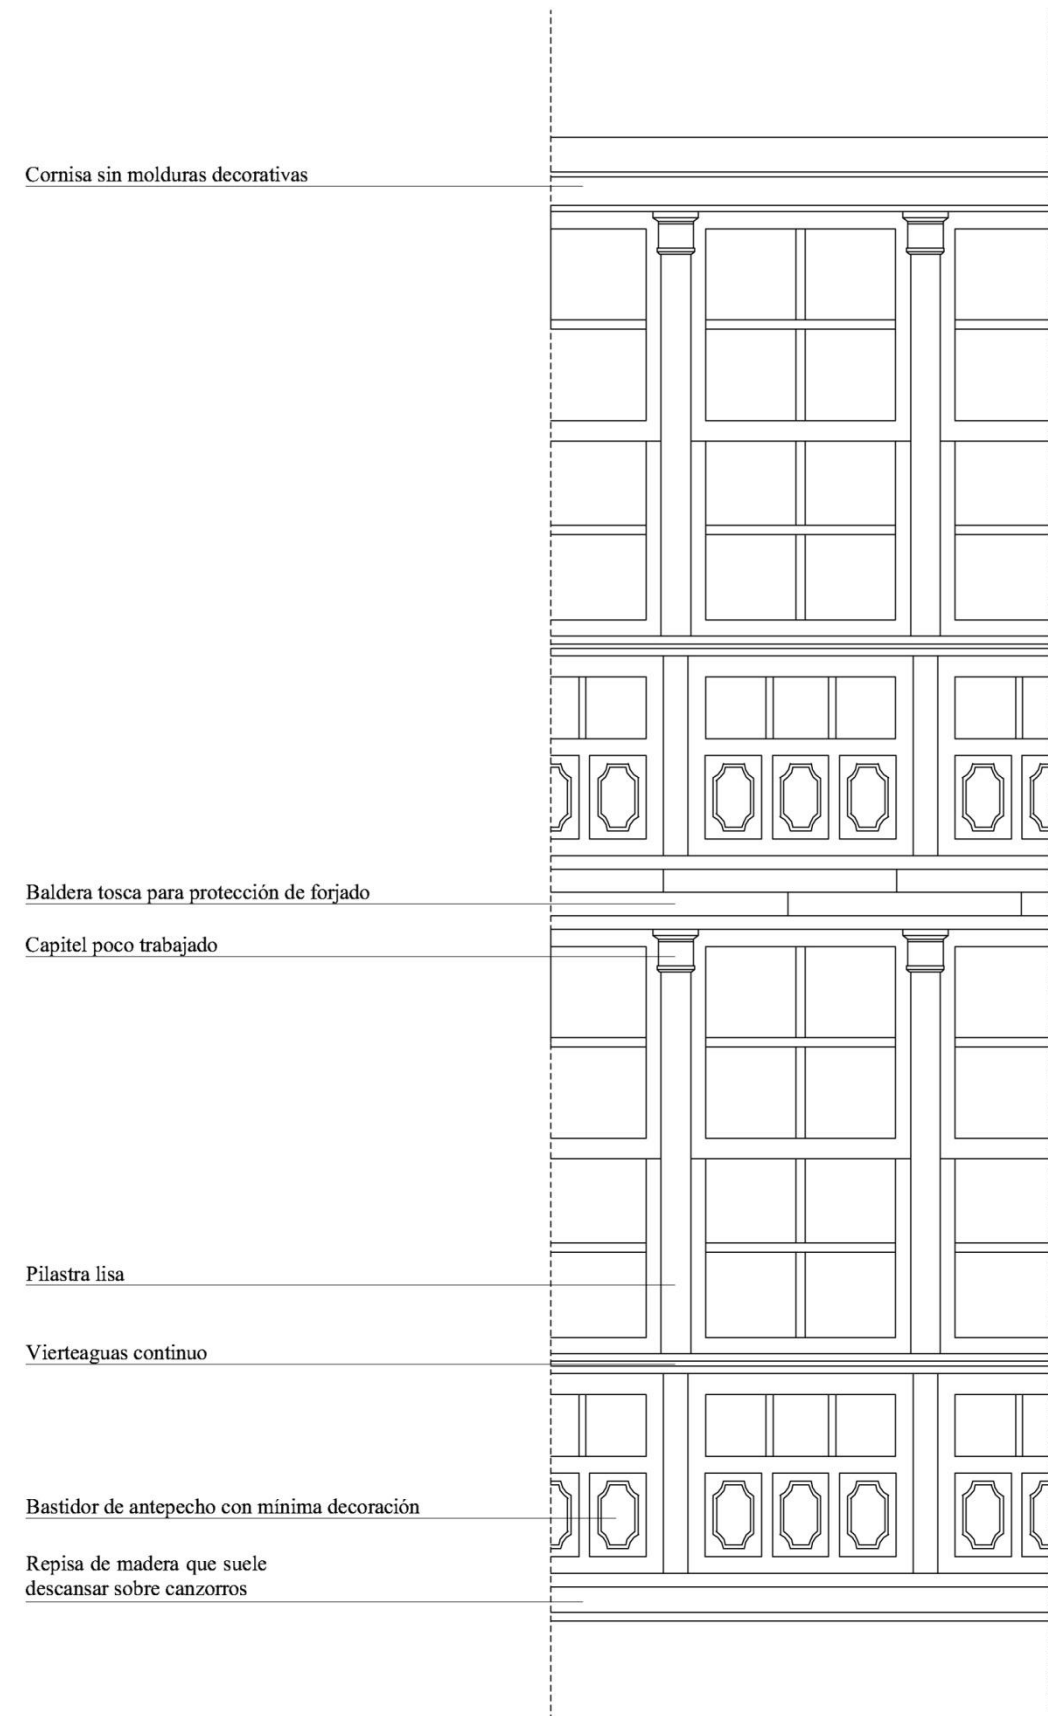 Cornisa sin molduras decorativas
Baldera tosca para protección de forjado
Capitel poco trabajado
Pilastra lisa
Vierteaguas continuo
Bastidor de antepecho con mínima decoración
Repisa de madera que suele
descansar sobre canzorros